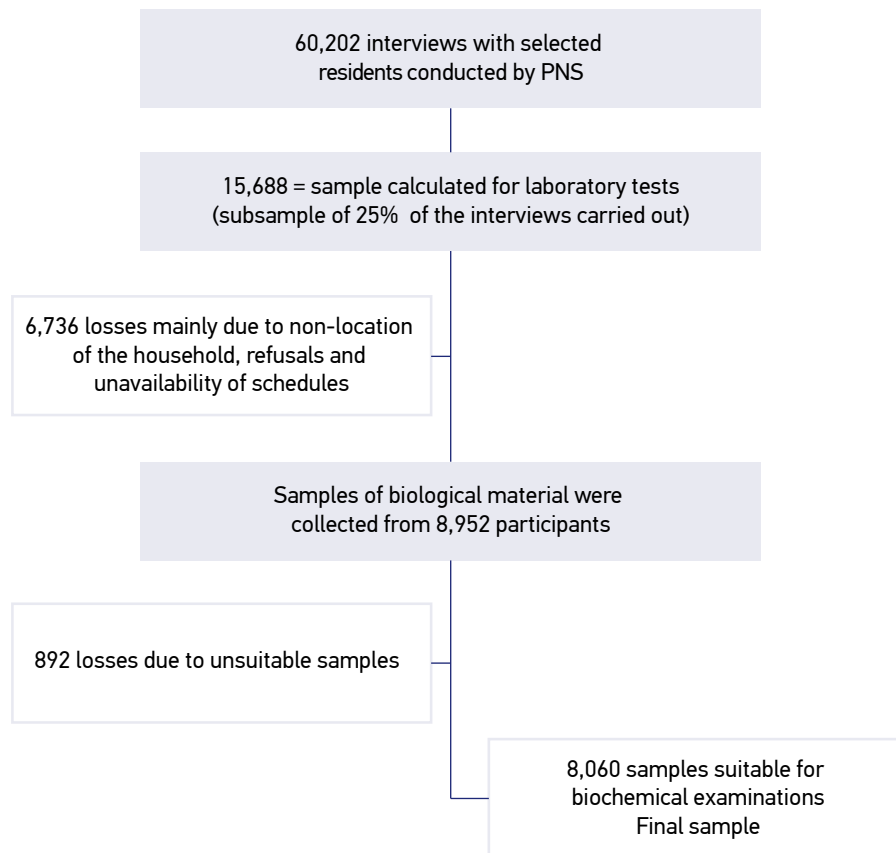 60,202 interviews with selected
residents conducted by PNS
15,688 = sample calculated for laboratory tests
(subsample of 25% of the interviews carried out)
6,736 losses mainly due to non-location
of the household, refusals and
unavailability of schedules
Samples of biological material were
collected from 8,952 participants
892 losses due to unsuitable samples
8,060 samples suitable for
biochemical examinations
Final sample